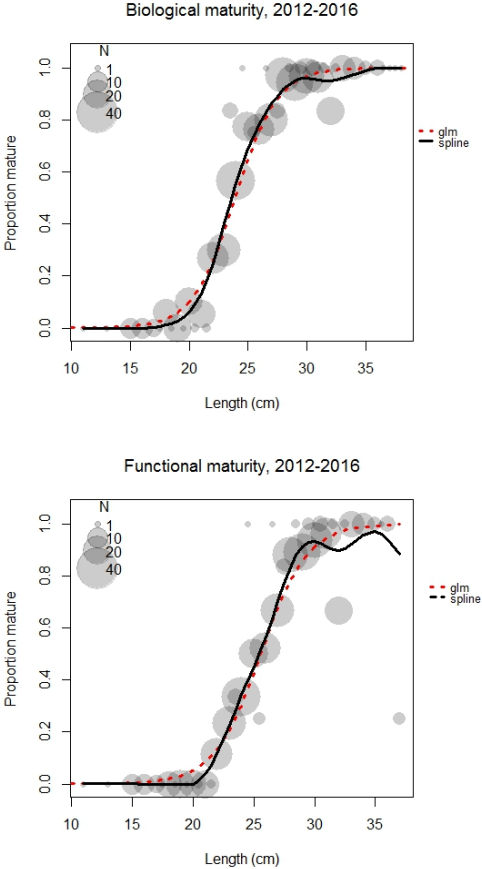 Biological maturity, 2012-2016
N
1
10
20
40
1.0
0.8
0.6
0.4
0.2
0.0
Proportion mature
glm
spline
10 15 20 25 30 35
Length (cm)
Functional maturity, 2012-2016
N
1
10
20
40
1.0
0.8
0.6
0.4
0.2
0.0
Proportion mature
glm
spline
10 15 20 25 30 35
Length (cm)